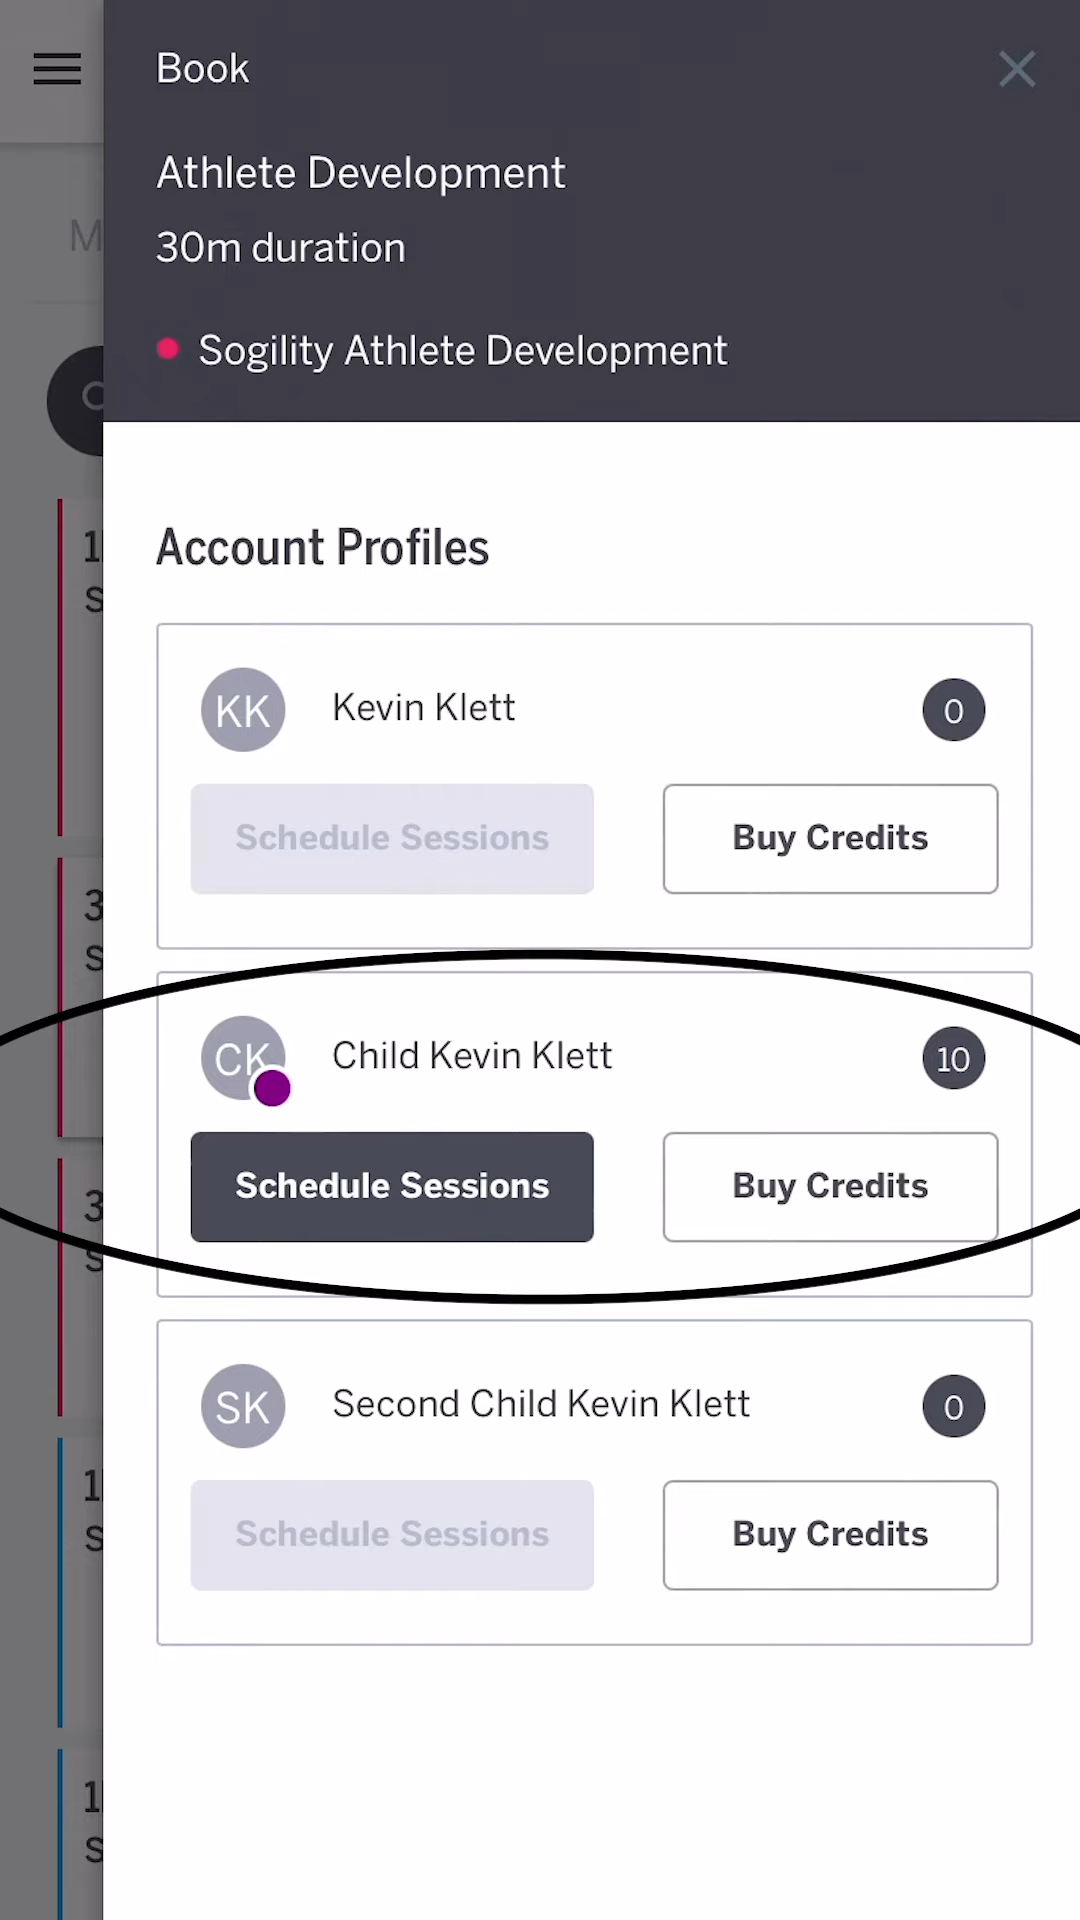 Book
Athlete Development
30m duration
Sogility Athlete Development
Account Profiles
KK Kevin Klett 0
Schedule Sessions Buy Credits
CK Child Kevin Klett 10
Schedule Sessions Buy Credits
SK Second Child Kevin Klett 0
Schedule Sessions Buy Credits